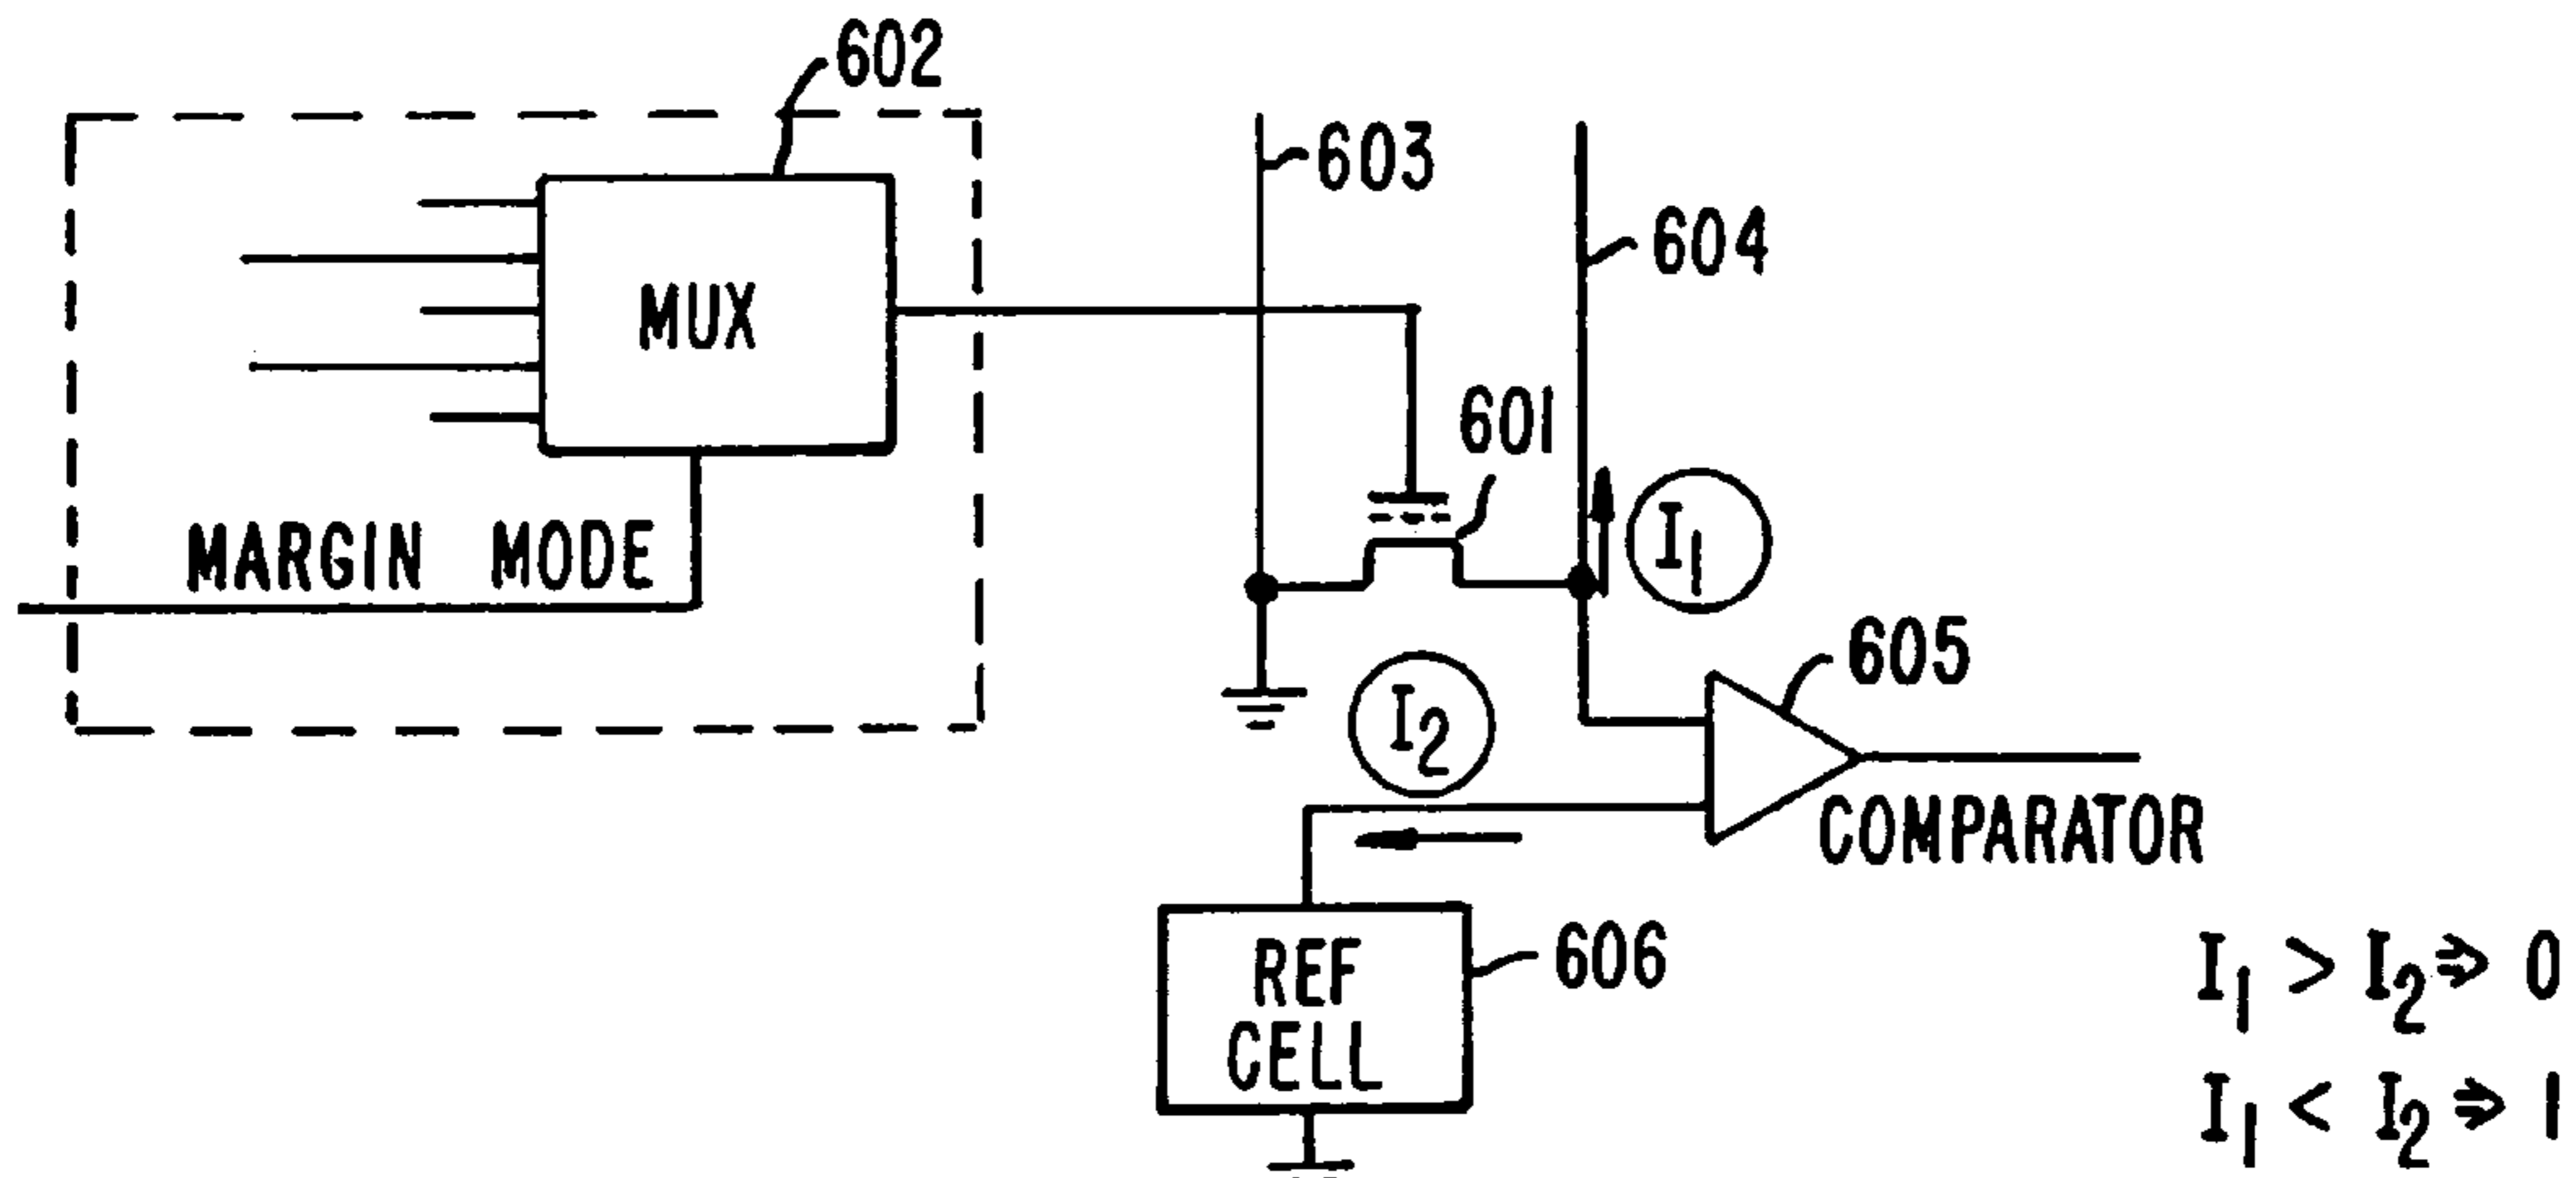 602
603
604
MUX
601
MARGIN MODE
I₁
605
I₂
COMPARATOR
REF
CELL
606
I₁ > I₂ ⇒ 0
I₁ < I₂ ⇒ 1